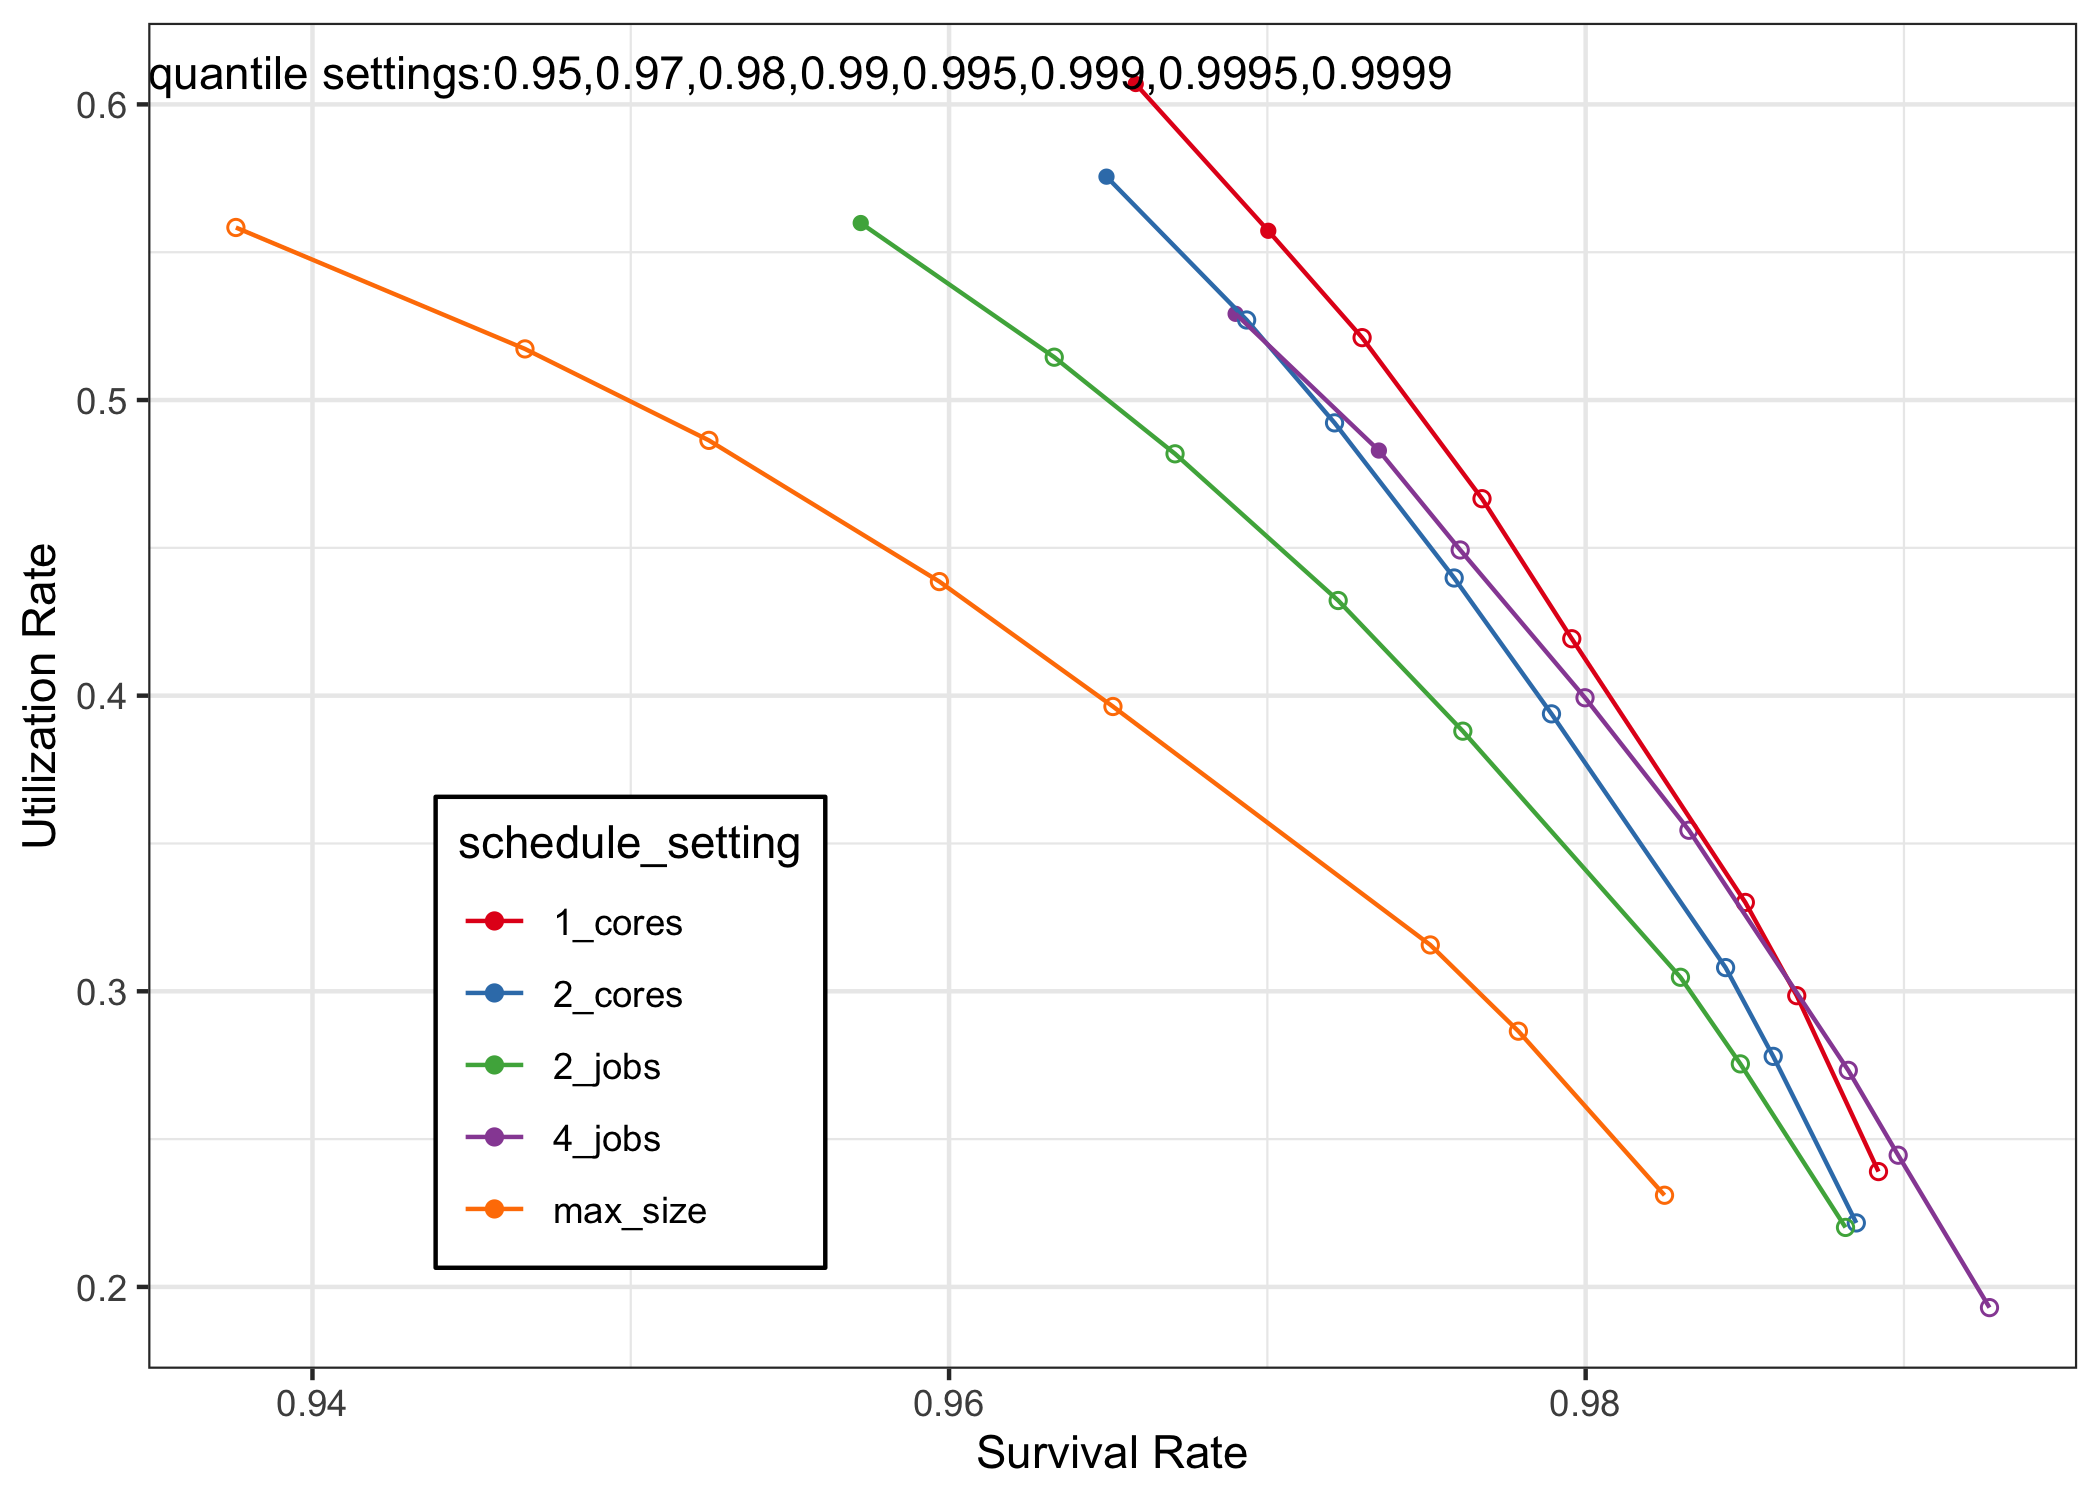 quantile settings:0.95,0.97,0.98,0.99,0.995,0.999,0.9995,0.9999
0.6
0.5
0.4
0.3
0.2
Utilization Rate
schedule_setting
1_cores
2_cores
2_jobs
4_jobs
max_size
0.94
0.96
0.98
Survival Rate